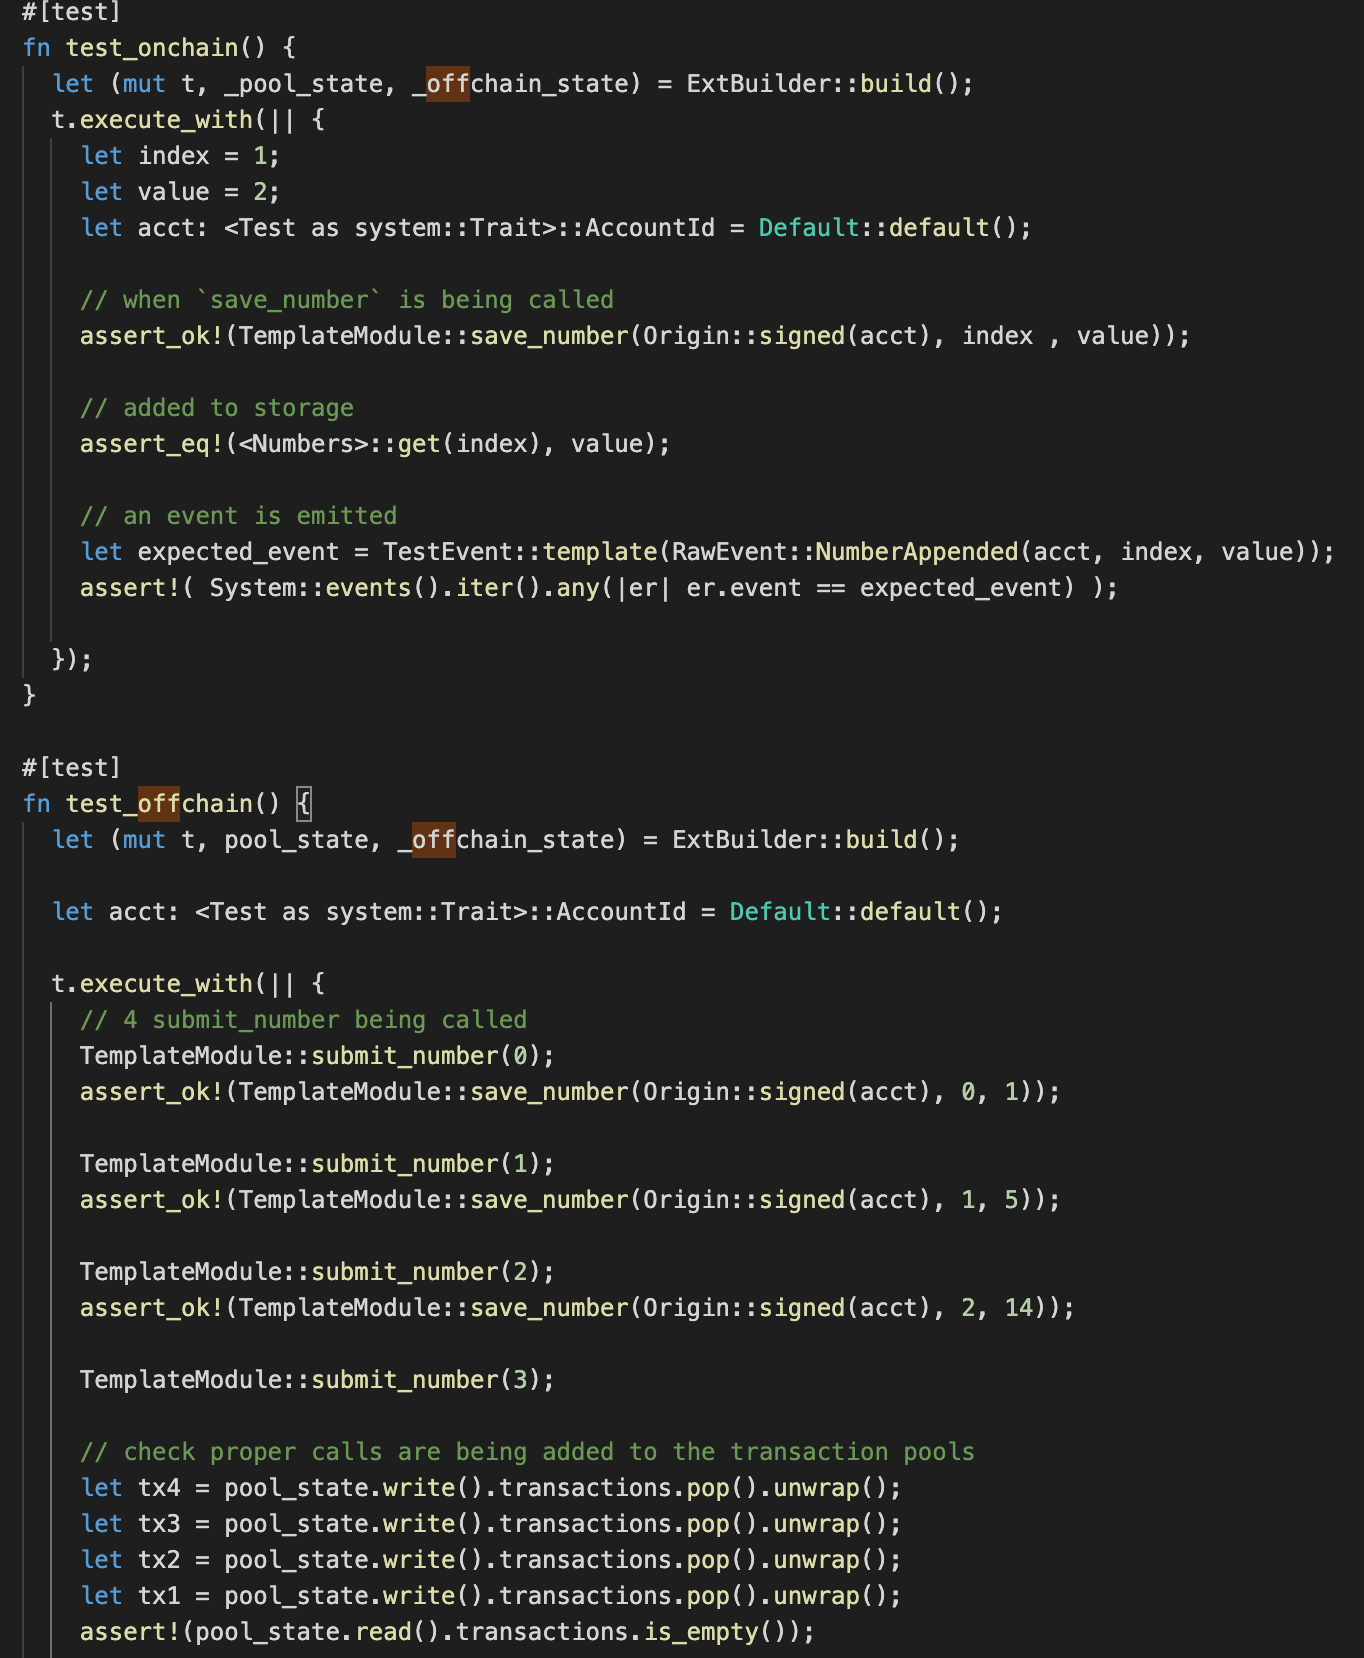 #[test]
fn test_onchain() {
  let (mut t, _pool_state, _offchain_state) = ExtBuilder::build();
  t.execute_with(|| {
    let index = 1;
    let value = 2;
    let acct: <Test as system::Trait>::AccountId = Default::default();

    // when `save_number` is being called
    assert_ok!(TemplateModule::save_number(Origin::signed(acct), index , value));

    // added to storage
    assert_eq!(<Numbers>::get(index), value);

    // an event is emitted
    let expected_event = TestEvent::template(RawEvent::NumberAppended(acct, index, value));
    assert!( System::events().iter().any(|er| er.event == expected_event) );

  });
}

#[test]
fn test_offchain() {
  let (mut t, pool_state, _offchain_state) = ExtBuilder::build();

  let acct: <Test as system::Trait>::AccountId = Default::default();

  t.execute_with(|| {
    // 4 submit_number being called
    TemplateModule::submit_number(0);
    assert_ok!(TemplateModule::save_number(Origin::signed(acct), 0, 1));

    TemplateModule::submit_number(1);
    assert_ok!(TemplateModule::save_number(Origin::signed(acct), 1, 5));

    TemplateModule::submit_number(2);
    assert_ok!(TemplateModule::save_number(Origin::signed(acct), 2, 14));

    TemplateModule::submit_number(3);

    // check proper calls are being added to the transaction pools
    let tx4 = pool_state.write().transactions.pop().unwrap();
    let tx3 = pool_state.write().transactions.pop().unwrap();
    let tx2 = pool_state.write().transactions.pop().unwrap();
    let tx1 = pool_state.write().transactions.pop().unwrap();
    assert!(pool_state.read().transactions.is_empty());